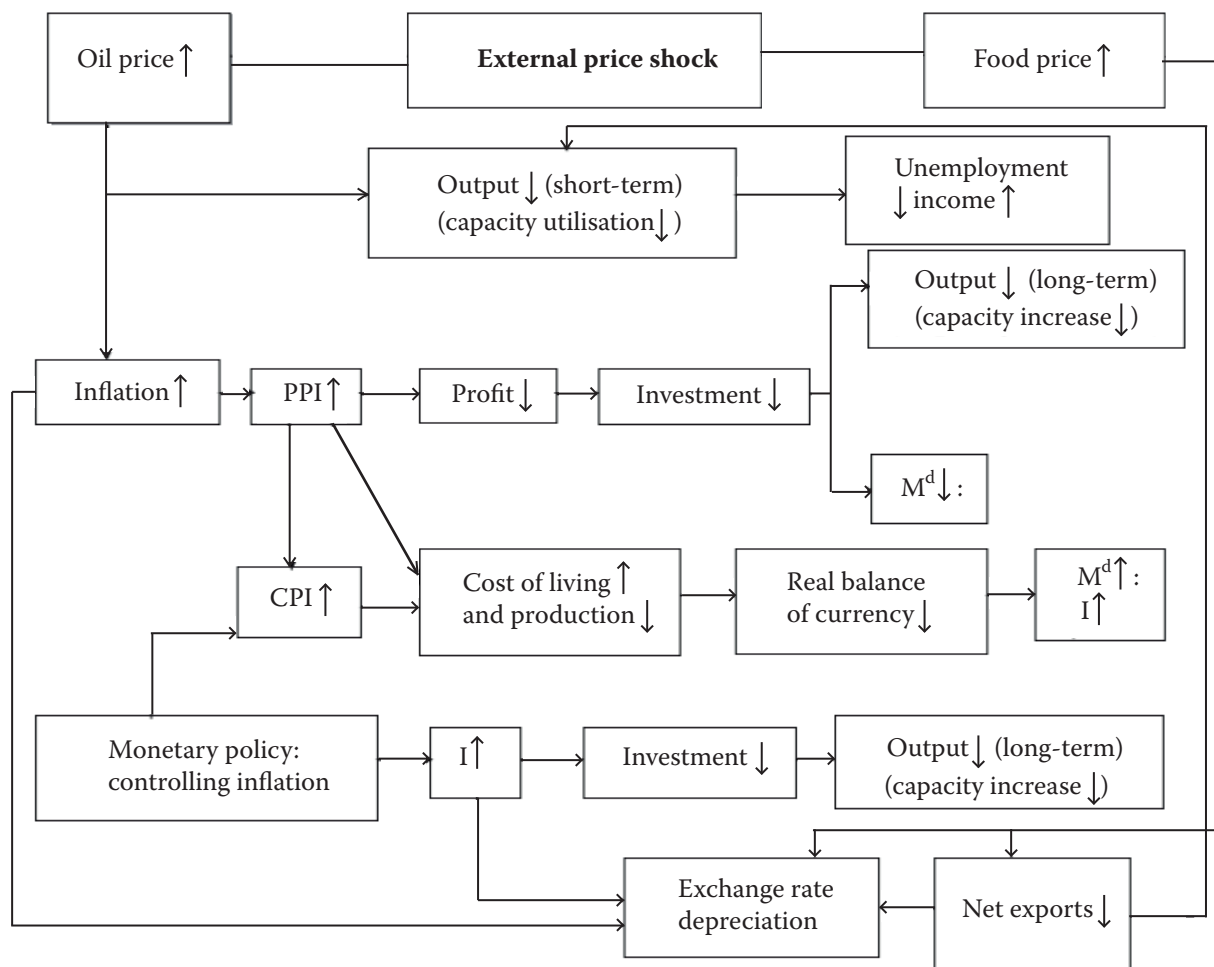 Oil price ↑
External price shock
Food price ↑
Output ↓ (short-term)
(capacity utilisation ↓ )
Unemployment
↓ income ↑
Output ↓ (long-term)
(capacity increase ↓ )
Inflation ↑
PPI ↑
Profit ↓
Investment ↓
M^d ↓ :
CPI ↑
Cost of living ↑
and production ↓
Real balance
of currency ↓
M^d ↑ :
I ↑
Monetary policy:
controlling inflation
I ↑
Investment ↓
Output ↓ (long-term)
(capacity increase ↓ )
Exchange rate
depreciation
Net exports ↓